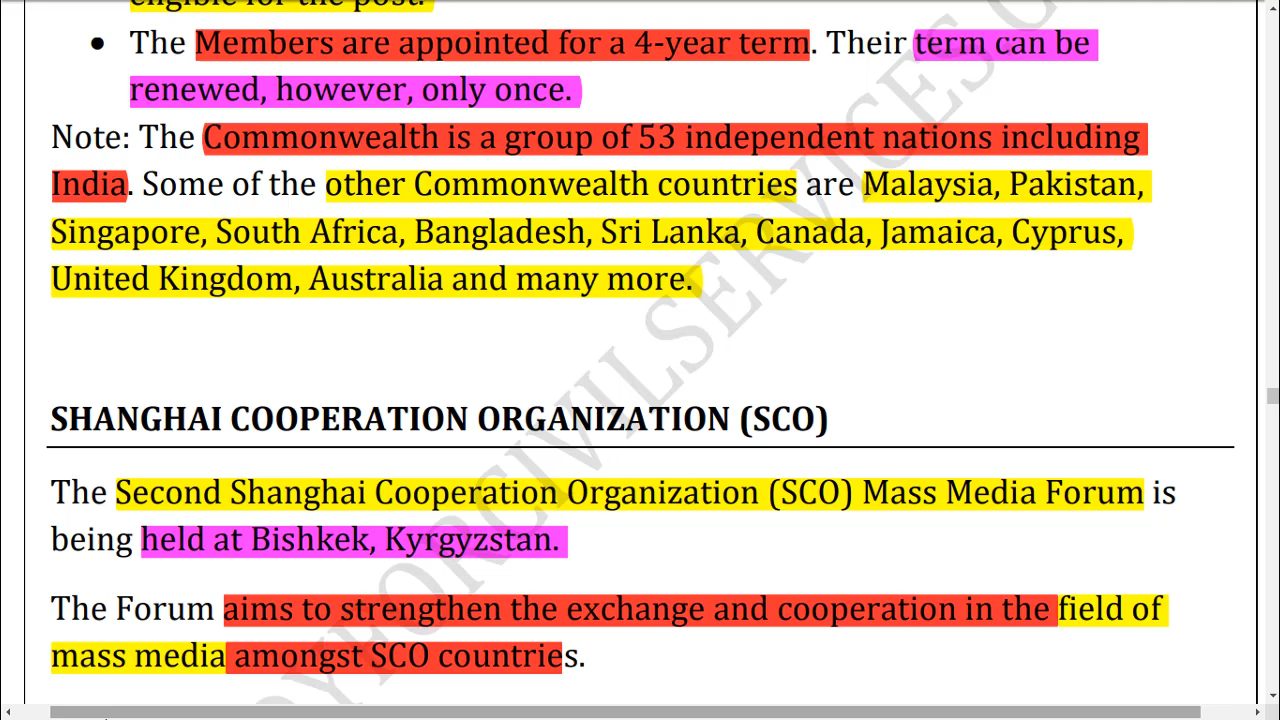 eligible for the post.
• The Members are appointed for a 4-year term. Their term can be
renewed, however, only once.
Note: The Commonwealth is a group of 53 independent nations including
India. Some of the other Commonwealth countries are Malaysia, Pakistan,
Singapore, South Africa, Bangladesh, Sri Lanka, Canada, Jamaica, Cyprus,
United Kingdom, Australia and many more.
SHANGHAI COOPERATION ORGANIZATION (SCO)
The Second Shanghai Cooperation Organization (SCO) Mass Media Forum is
being held at Bishkek, Kyrgyzstan.
The Forum aims to strengthen the exchange and cooperation in the field of
mass media amongst SCO countries.